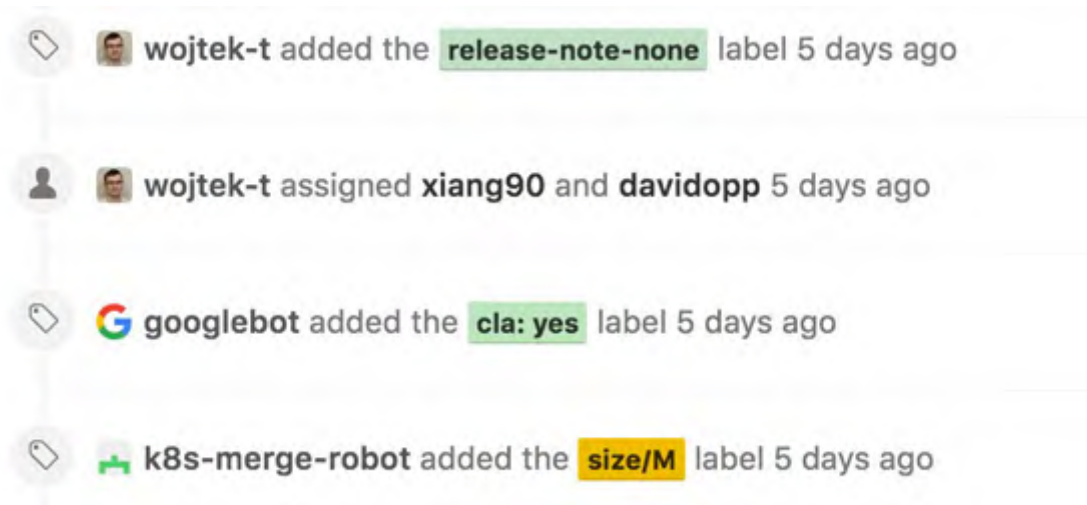 wojtek-t added the release-note-none label 5 days ago
wojtek-t assigned xiang90 and davidopp 5 days ago
googlebot added the cla: yes label 5 days ago
k8s-merge-robot added the size/M label 5 days ago